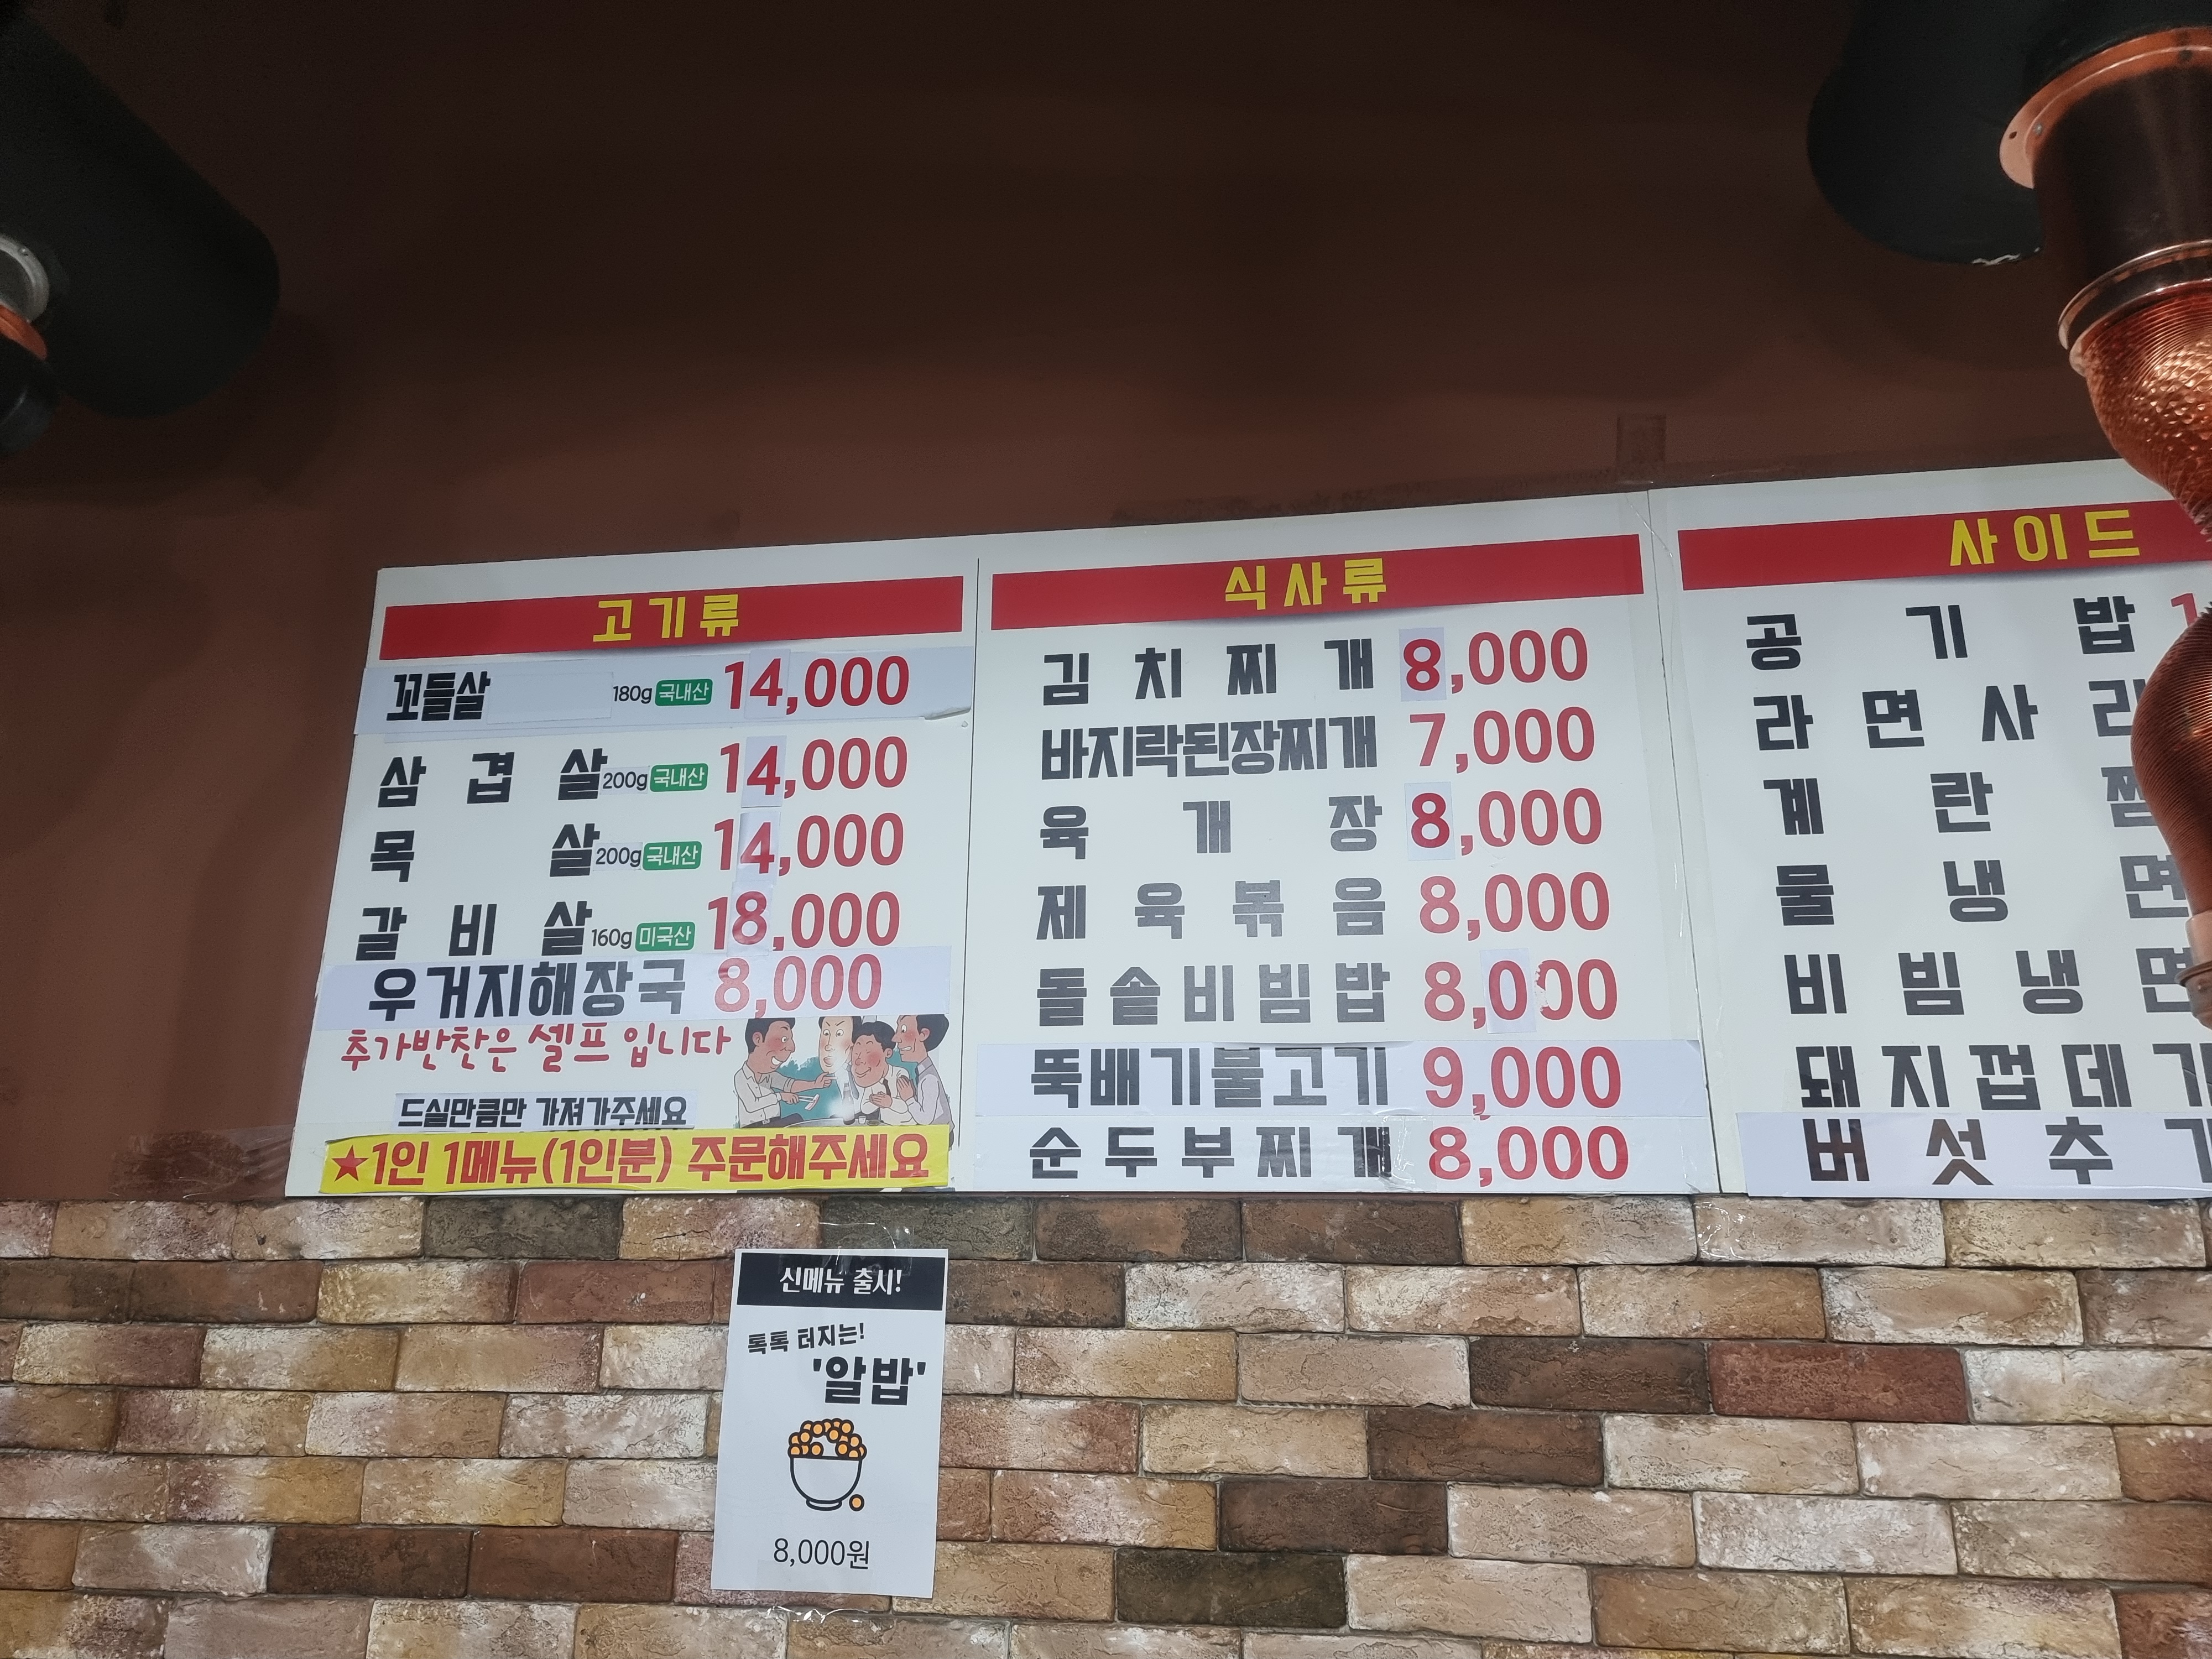 고기류
꼬들살 180g 국내산 14,000
삼겹살 200g 국내산 14,000
목살 200g 국내산 14,000
갈비살 160g 미국산 18,000
우거지해장국 8,000
추가반찬은 셀프 입니다
드실만큼만 가져가주세요
★1인 1메뉴(1인분) 주문해주세요
식사류
김치찌개 8,000
바지락된장찌개 7,000
육개장 8,000
제육볶음 8,000
돌솥비빔밥 8,000
뚝배기불고기 9,000
순두부찌개 8,000
사이드
공기밥 1
라면사리
계란찜
물냉면
비빔냉면
돼지껍데기
버섯추가
신메뉴 출시!
톡톡 터지는!
'알밥'
8,000원